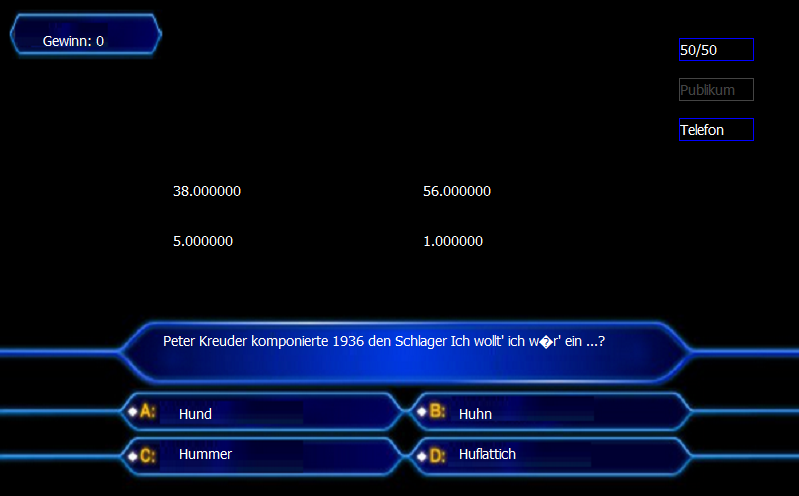 Gewinn: 0
50/50
Publikum
Telefon
38.000000 56.000000
5.000000 1.000000
Peter Kreuder komponierte 1936 den Schlager Ich wollt' ich w�r' ein ...?
A: Hund
B: Huhn
C: Hummer
D: Huflattich